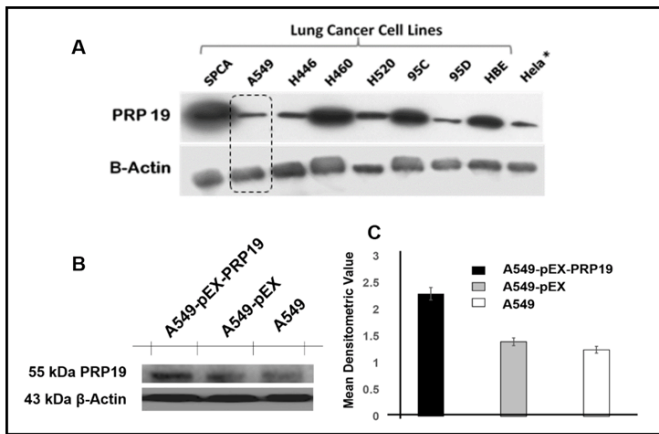 A
Lung Cancer Cell Lines
SPCA A549 H446 H460 H520 95C 95D HBE Hela *
PRP 19
B-Actin
B
A549-pEX-PRP19 A549-pEX A549
55 kDa PRP19
43 kDa β-Actin
C
Mean Densitometric Value
3
2.5
2
1.5
1
0.5
0
A549-pEX-PRP19
A549-pEX
A549